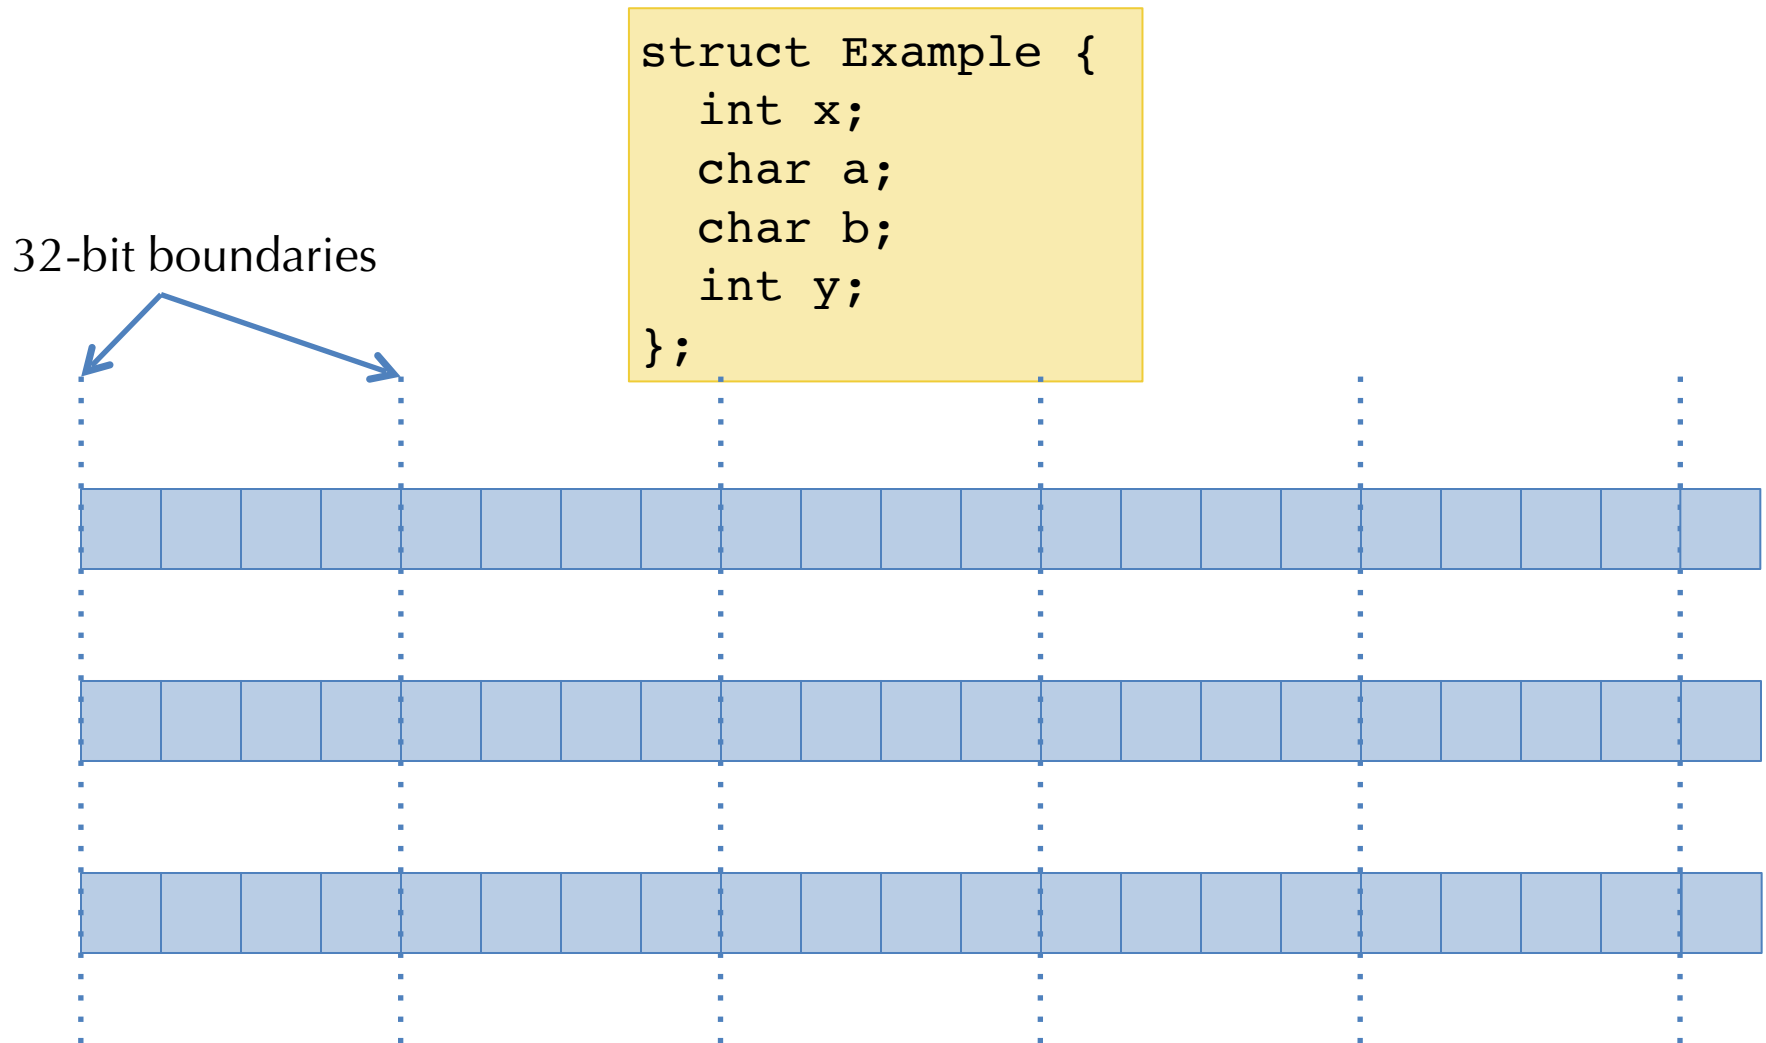 struct Example {
int x;
char a;
char b;
int y;
};
32-bit boundaries